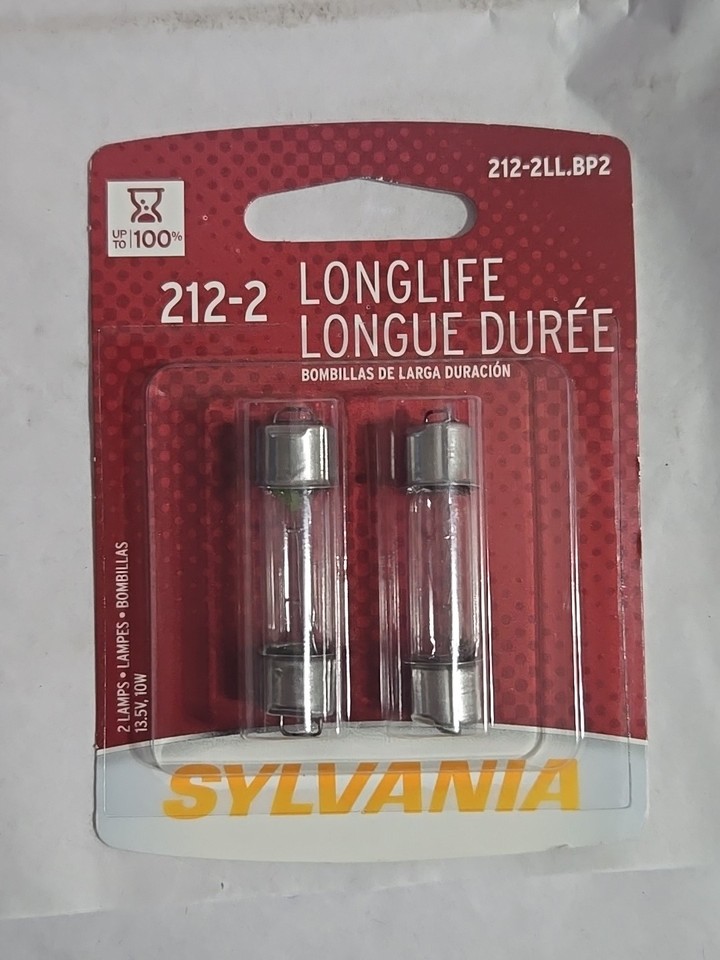 212-2LL.BP2
UP TO 100%
212-2
LONGLIFE
LONGUE DURÉE
BOMBILLAS DE LARGA DURACIÓN
2 LAMPS • LAMPES • BOMBILLAS
13.5V, 10W
SYLVANIA